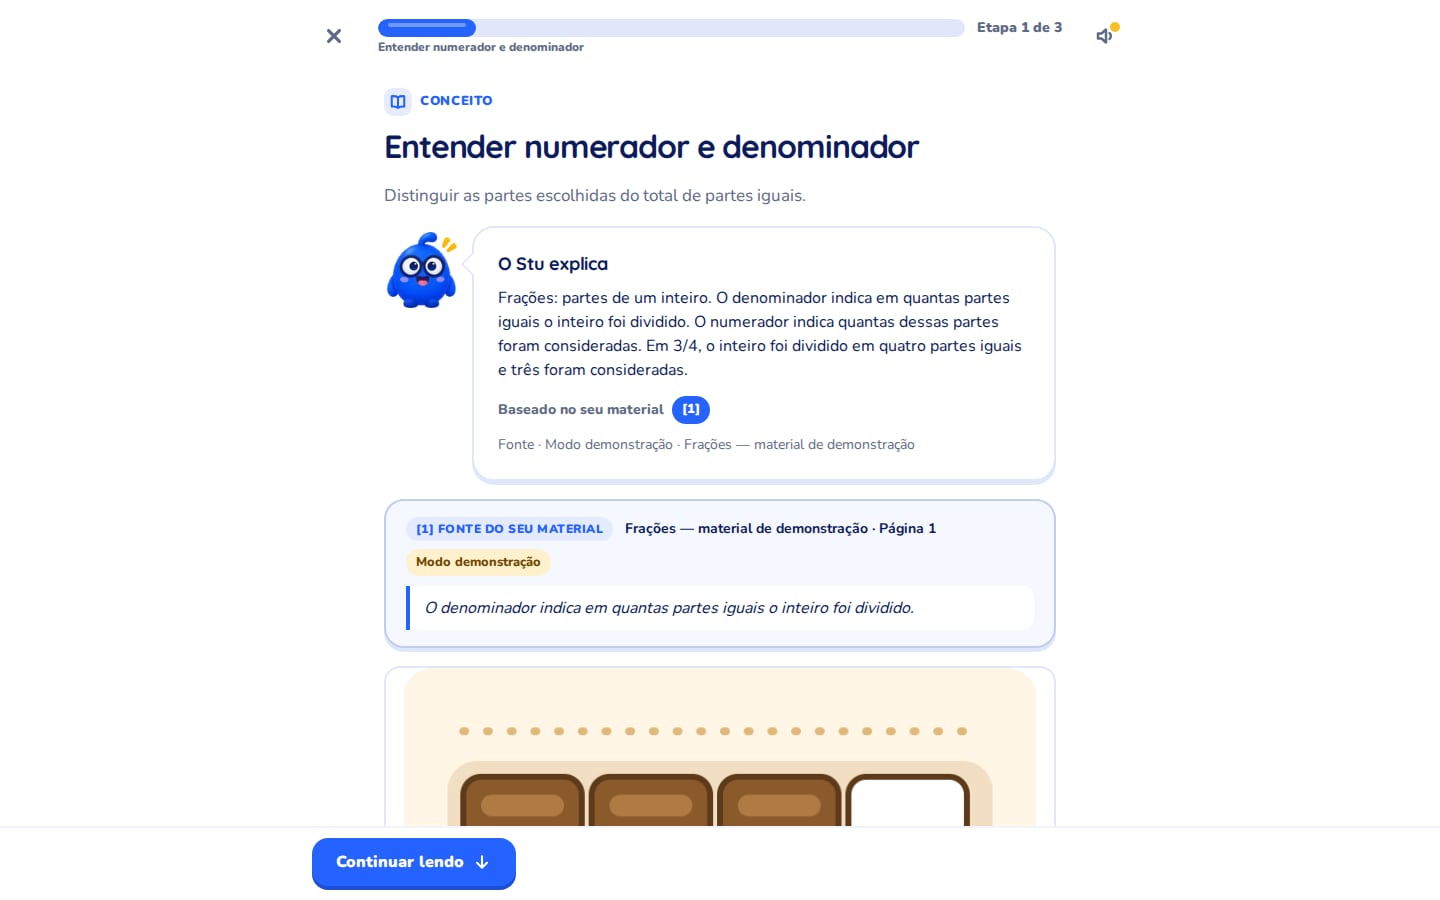 Etapa 1 de 3
Entender numerador e denominador
CONCEITO
Entender numerador e denominador
Distinguir as partes escolhidas do total de partes iguais.
O Stu explica
Frações: partes de um inteiro. O denominador indica em quantas partes
iguais o inteiro foi dividido. O numerador indica quantas dessas partes
foram consideradas. Em 3/4, o inteiro foi dividido em quatro partes iguais
e três foram consideradas.
Baseado no seu material [1]
Fonte · Modo demonstração · Frações — material de demonstração
[1] FONTE DO SEU MATERIAL Frações — material de demonstração · Página 1
Modo demonstração
O denominador indica em quantas partes iguais o inteiro foi dividido.
Continuar lendo